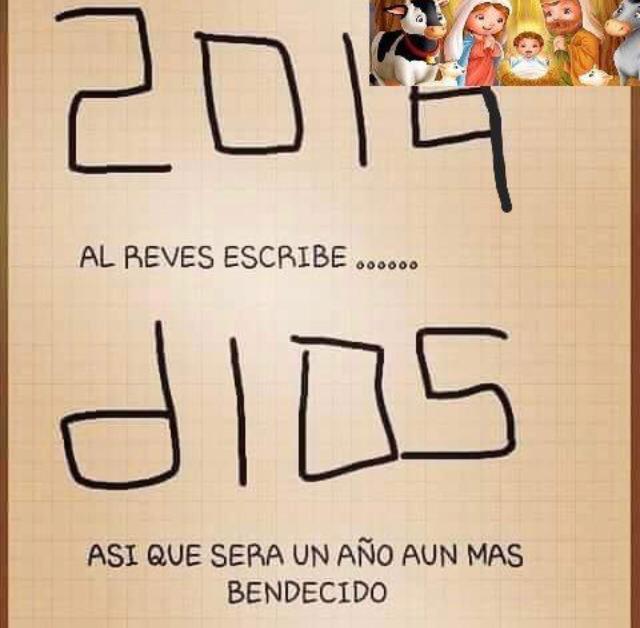 2019
AL REVES ESCRIBE ......
dIOS
ASI QUE SERA UN AÑO AUN MAS
BENDECIDO